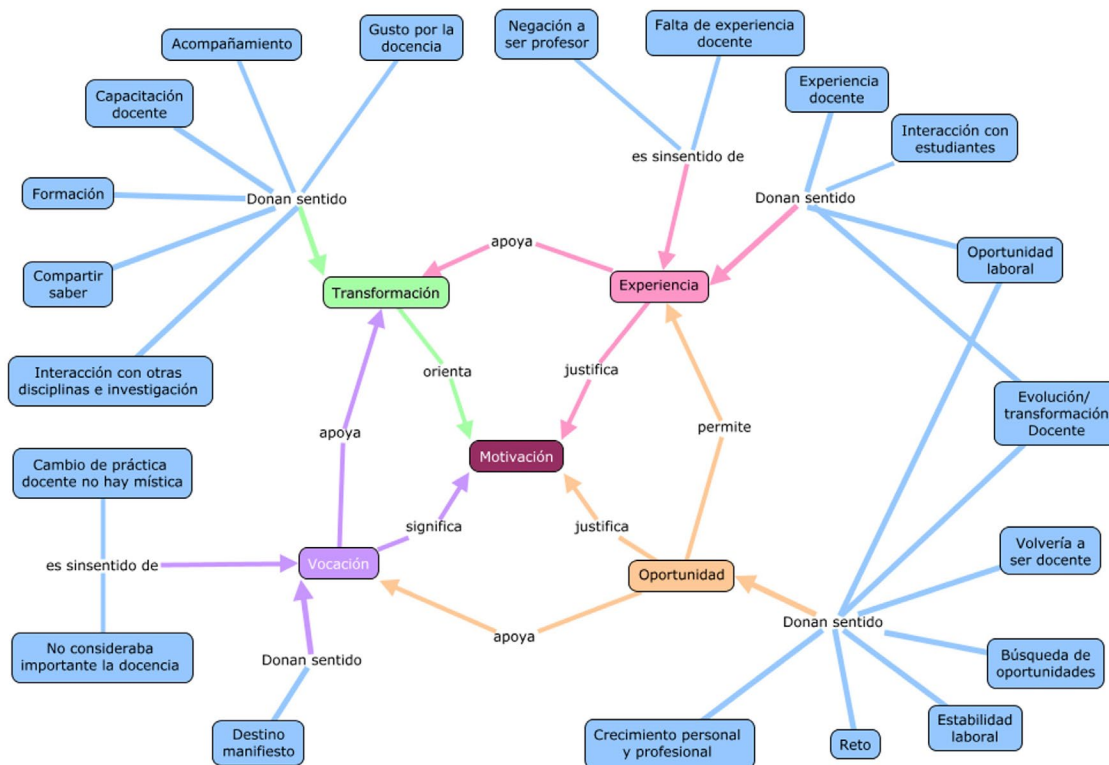 Acompañamiento
Gusto por la
docencia
Negación a
ser profesor
Falta de experiencia
docente
Capacitación
docente
Experiencia
docente
Interacción con
estudiantes
es sinsentido de
Formación
Donan sentido
Donan sentido
apoya
Oportunidad
laboral
Compartir
saber
Transformación
Experiencia
Interacción con otras
disciplinas e investigación
orienta
justifica
Evolución/
transformación
Docente
apoya
permite
Motivación
Cambio de práctica
docente no hay mística
significa
justifica
Volvería a
ser docente
es sinsentido de
Vocación
Oportunidad
Donan sentido
apoya
No consideraba
importante la docencia
Donan sentido
Búsqueda de
oportunidades
Destino
manifiesto
Crecimiento personal
y profesional
Reto
Estabilidad
laboral